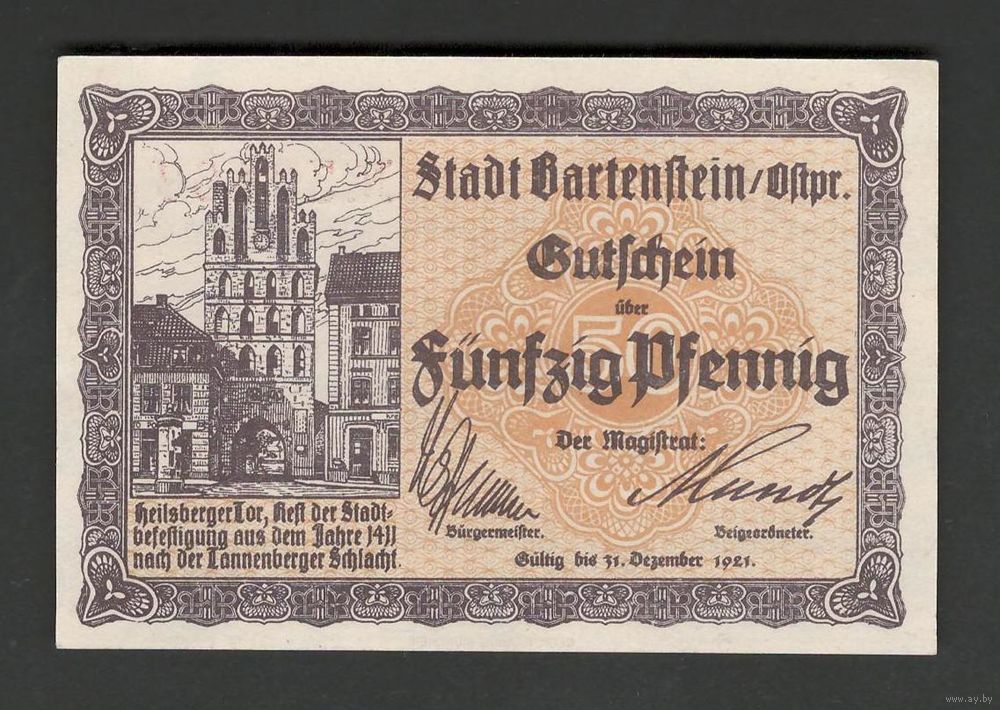 Stadt Bartenstein/Ostpr.
Gutschein
über
50
Fünfzig Pfennig
Der Magistrat:
Bürgermeister.
Beigeordneter.
Gültig bis 31. Dezember 1921.
Heilsberger Tor, Rest der Stadt-
befestigung aus dem Jahre 1411
nach der Tannenberger Schlacht.
www.ay.by